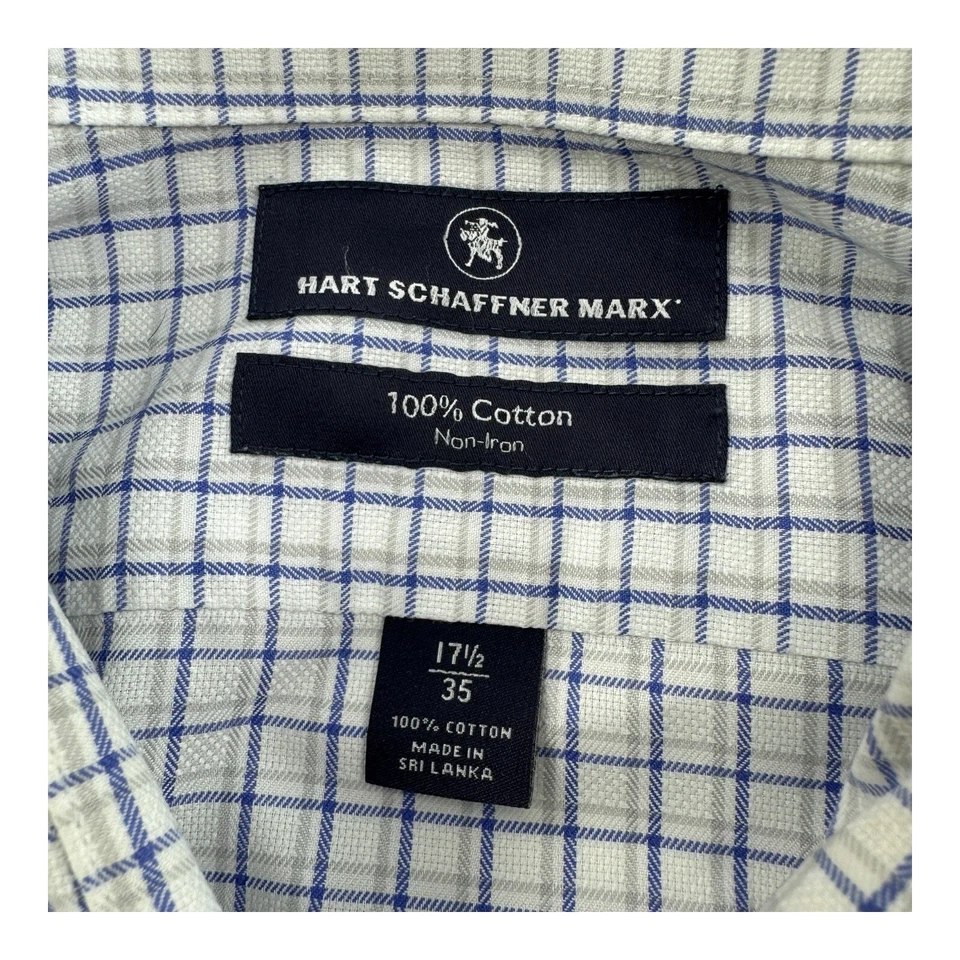 HART SCHAFFNER MARX
100% Cotton
Non-Iron
17½
35
100% COTTON
MADE IN
SRI LANKA